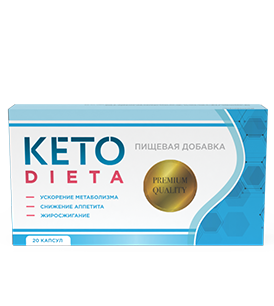 KETO
DIETA
ПИЩЕВАЯ ДОБАВКА
PREMIUM
QUALITY
УСКОРЕНИЕ МЕТАБОЛИЗМА
СНИЖЕНИЕ АППЕТИТА
ЖИРОСЖИГАНИЕ
20 КАПСУЛ